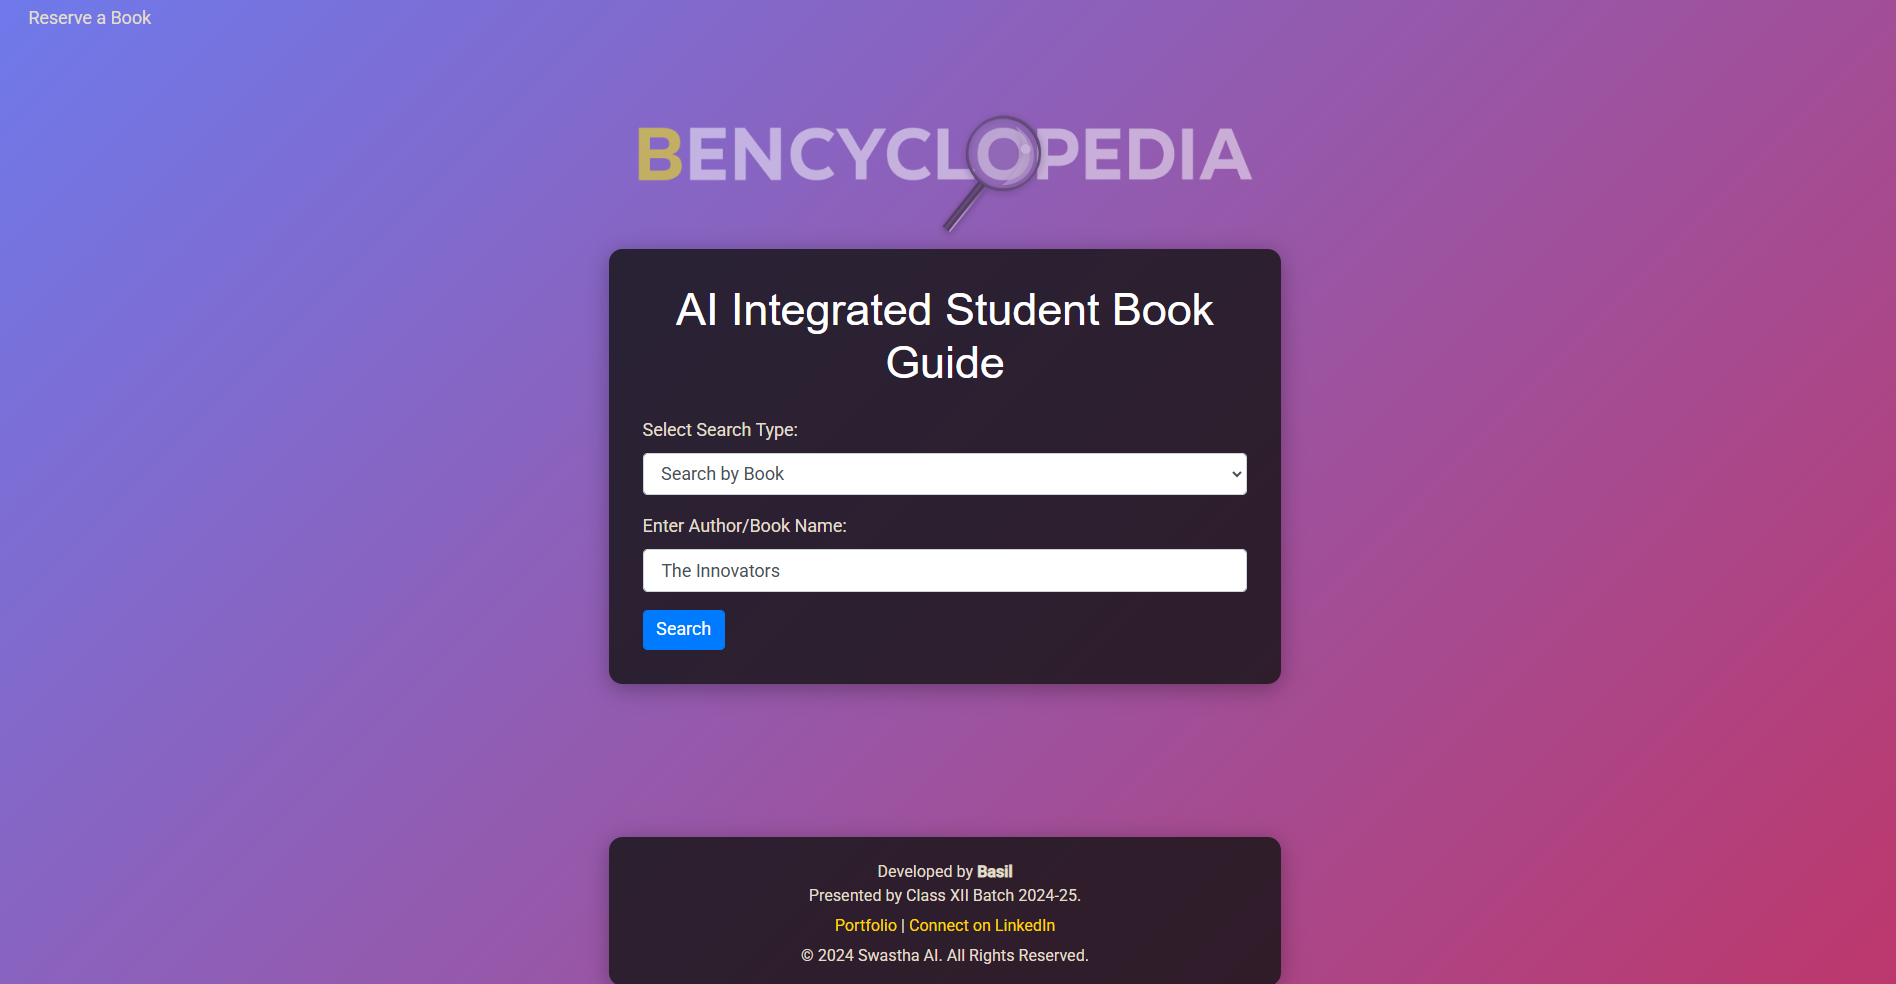 Reserve a Book
BENCYCLOPEDIA
AI Integrated Student Book
Guide
Select Search Type:
Search by Book
Enter Author/Book Name:
The Innovators
Search
Developed by Basil
Presented by Class XII Batch 2024-25.
Portfolio | Connect on LinkedIn
© 2024 Swastha AI. All Rights Reserved.